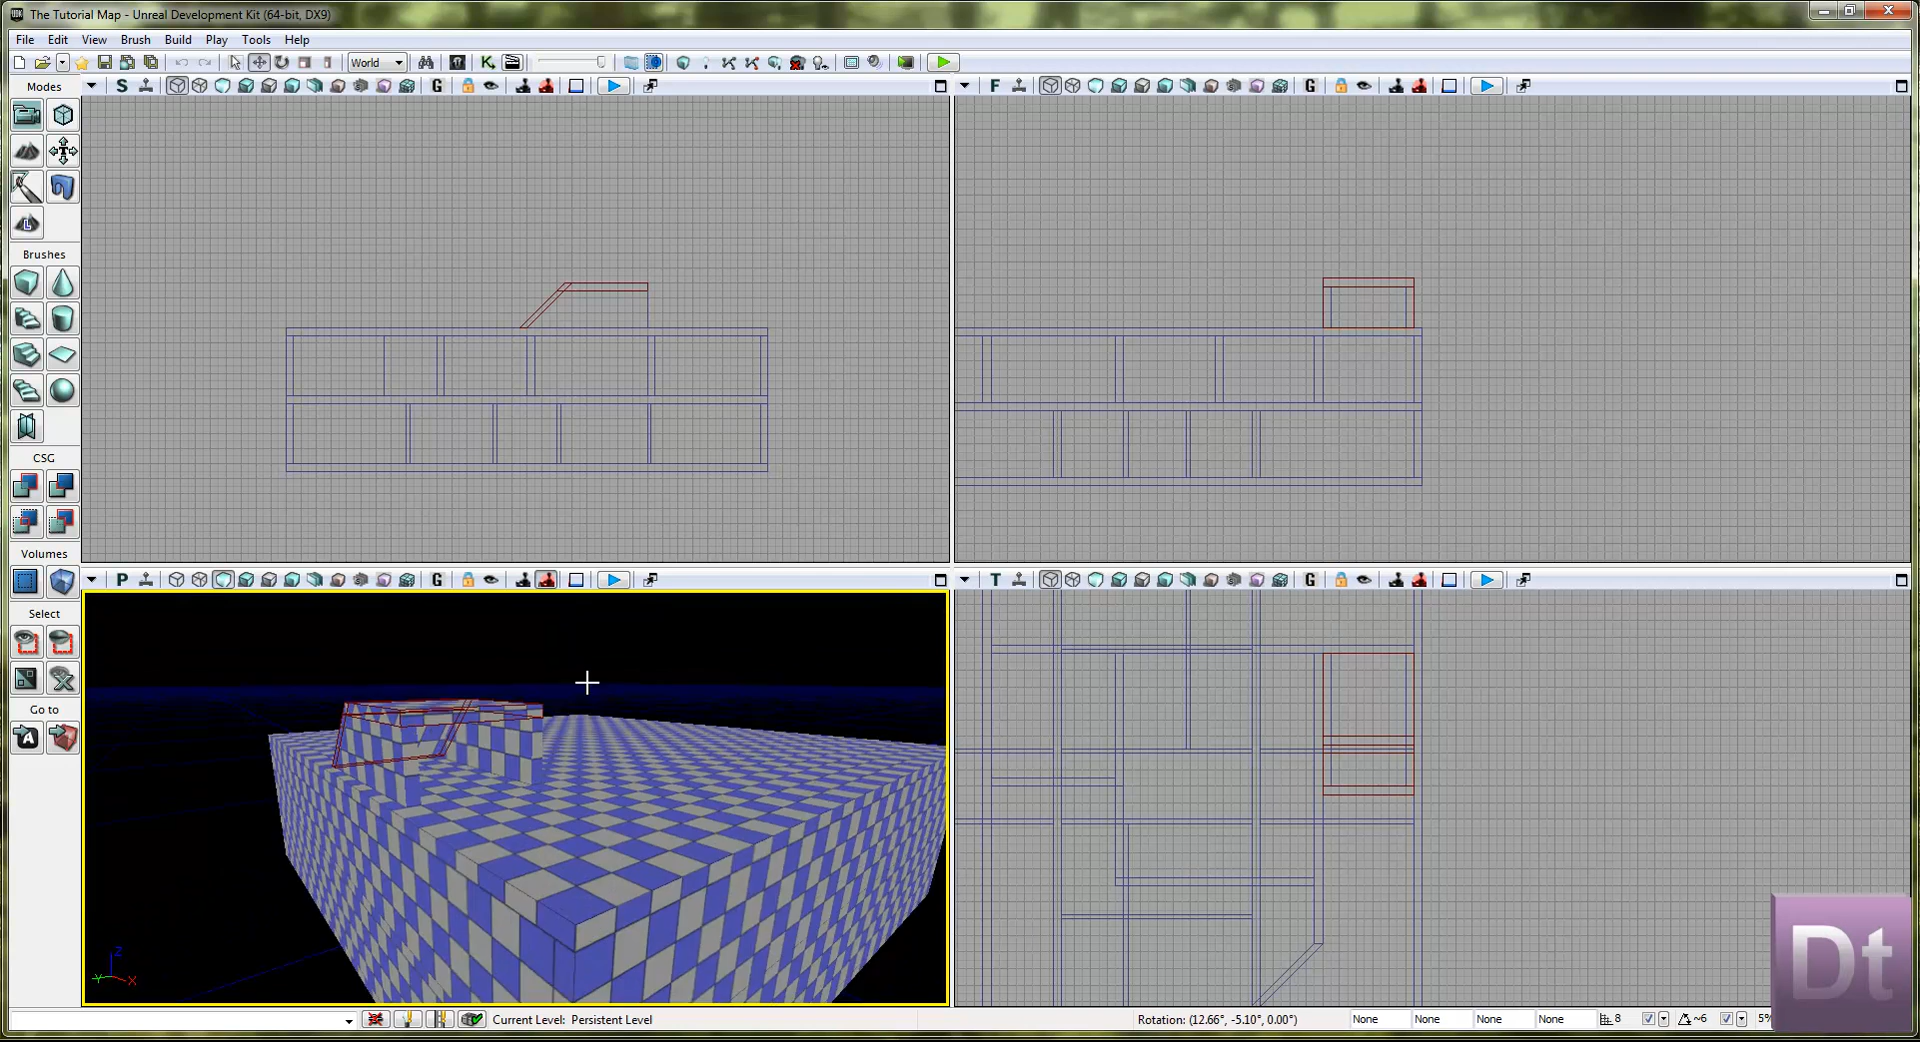 The Tutorial Map - Unreal Development Kit (64-bit, DX9)
File Edit View Brush Build Play Tools Help
World
Modes
S G
F G
Brushes
CSG
Volumes
P G
T G
Select
Go to
Z
Y X
Dt
Current Level: Persistent Level
Rotation: (12.66°, -5.10°, 0.00°)
None None None None
8
~6
5%